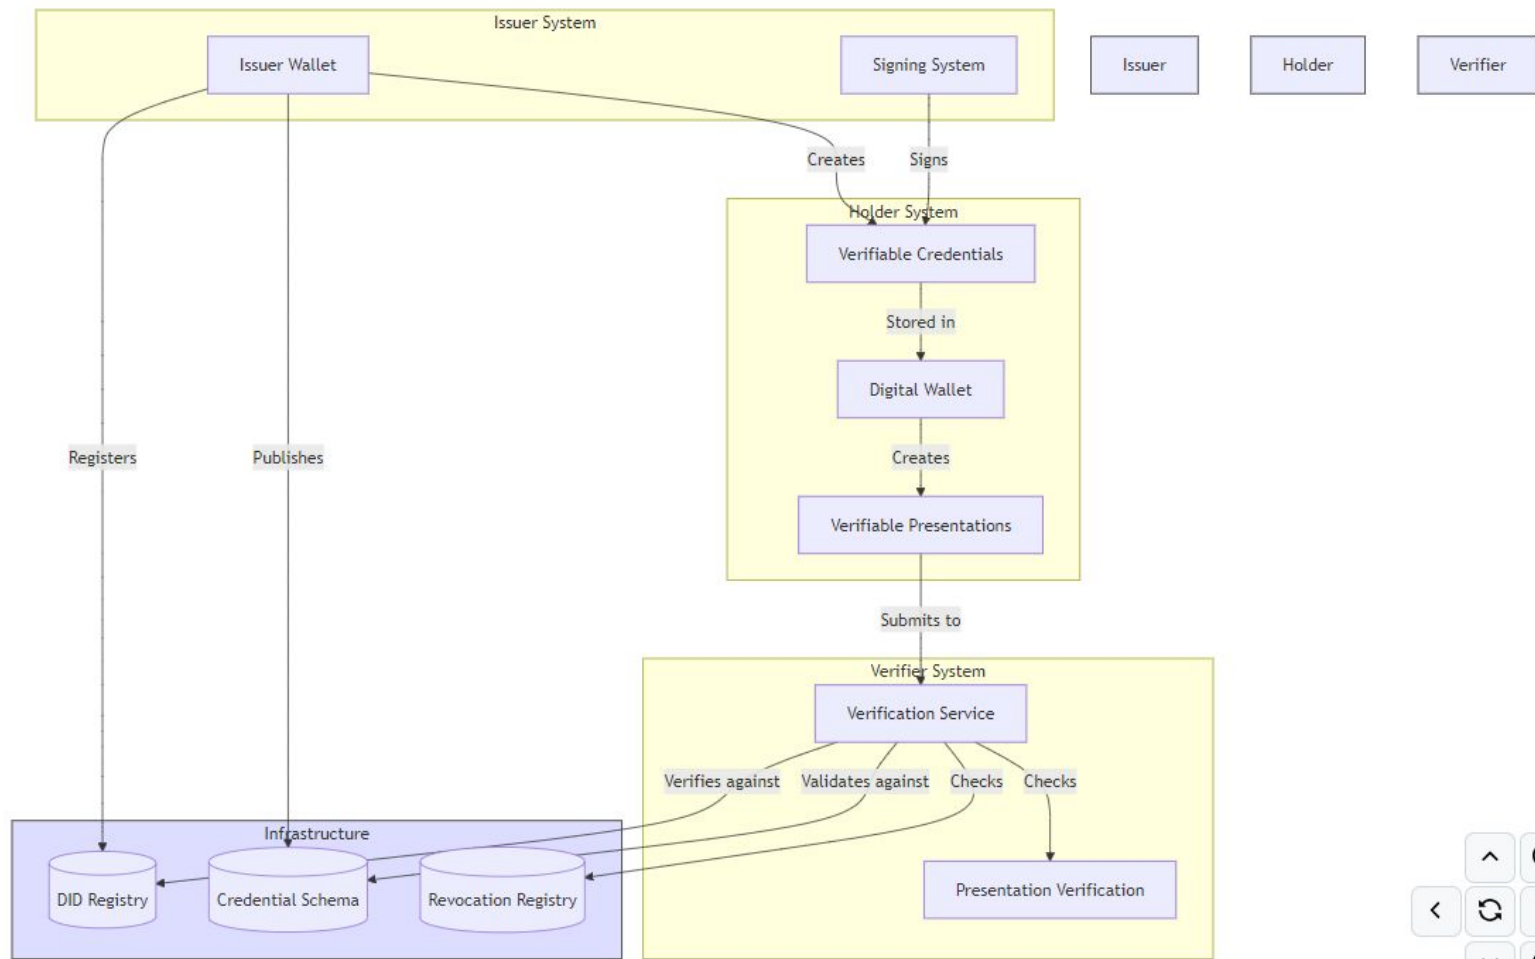 Issuer System
Issuer Wallet
Signing System
Issuer
Holder
Verifier
Creates
Signs
Holder System
Verifiable Credentials
Stored in
Digital Wallet
Registers
Publishes
Creates
Verifiable Presentations
Submits to
Verifier System
Verification Service
Verifies against
Validates against
Checks
Checks
Infrastructure
DID Registry
Credential Schema
Revocation Registry
Presentation Verification